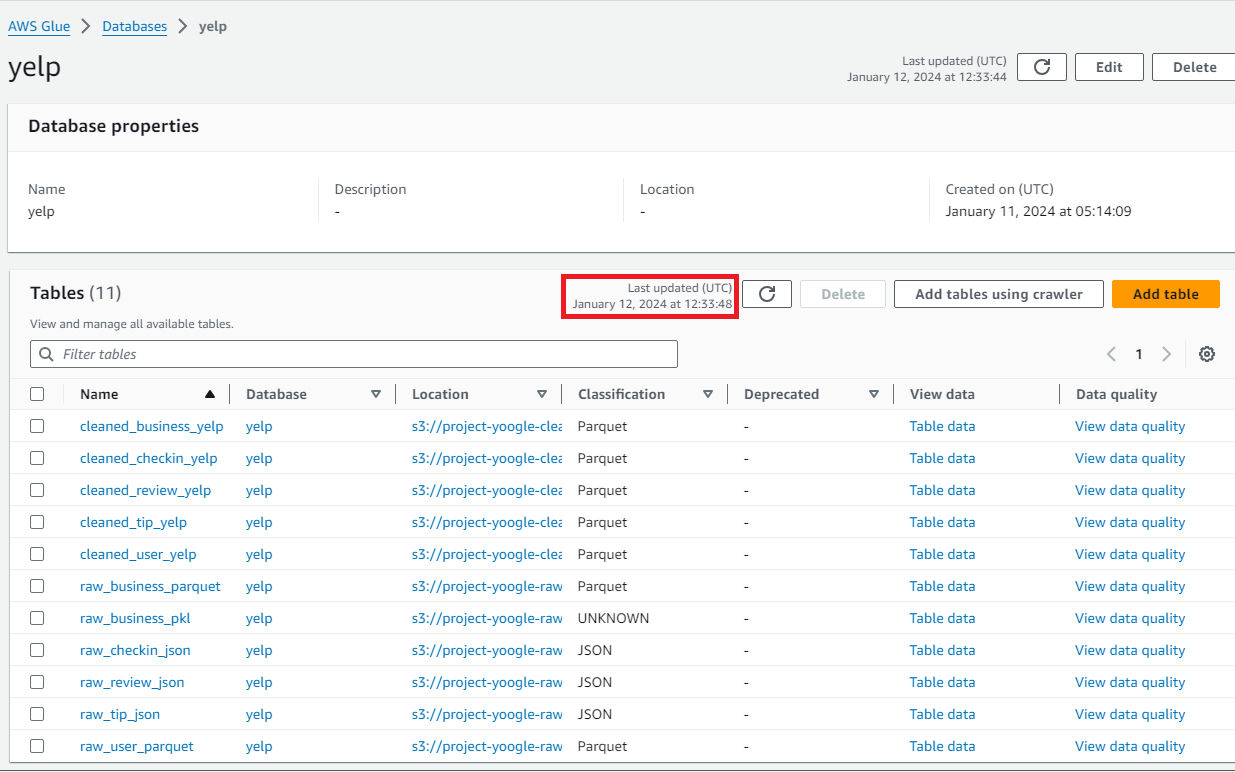 AWS Glue > Databases > yelp
yelp
Last updated (UTC)
January 12, 2024 at 12:33:44
Edit
Delete
Database properties
Name
yelp
Description
-
Location
-
Created on (UTC)
January 11, 2024 at 05:14:09
Tables (11)
Last updated (UTC)
January 12, 2024 at 12:33:48
Delete
Add tables using crawler
Add table
View and manage all available tables.
Filter tables
1
Name Database Location Classification Deprecated View data Data quality
cleaned_business_yelp yelp s3://project-yoogle-clea Parquet - Table data View data quality
cleaned_checkin_yelp yelp s3://project-yoogle-clea Parquet - Table data View data quality
cleaned_review_yelp yelp s3://project-yoogle-clea Parquet - Table data View data quality
cleaned_tip_yelp yelp s3://project-yoogle-clea Parquet - Table data View data quality
cleaned_user_yelp yelp s3://project-yoogle-clea Parquet - Table data View data quality
raw_business_parquet yelp s3://project-yoogle-raw Parquet - Table data View data quality
raw_business_pkl yelp s3://project-yoogle-raw UNKNOWN - Table data View data quality
raw_checkin_json yelp s3://project-yoogle-raw JSON - Table data View data quality
raw_review_json yelp s3://project-yoogle-raw JSON - Table data View data quality
raw_tip_json yelp s3://project-yoogle-raw JSON - Table data View data quality
raw_user_parquet yelp s3://project-yoogle-raw Parquet - Table data View data quality